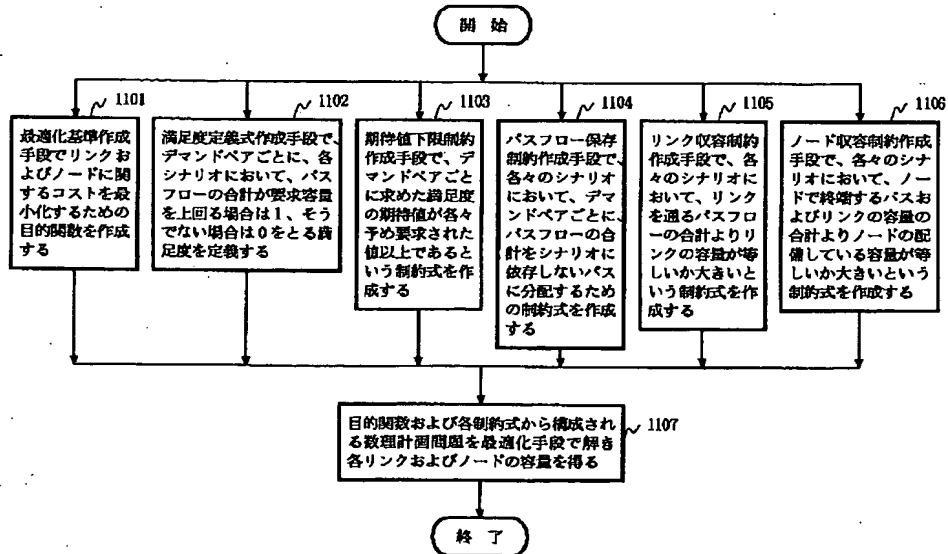 開始
1101
最適化基準作成
手段でリンクお
よびノードに関
するコストを最
小化するための
目的関数を作成
する
1102
満足度定義式作成手段で、
デマンドペアごとに、各
シナリオにおいて、パス
フローの合計が要求容量
を上回る場合は1、そう
でない場合は0をとる満
足度を定義する
1103
期待値下限制約
作成手段で、デ
マンドペアごと
に求めた満足度
の期待値が各々
予め要求された
値以上であると
いう制約式を作
成する
1104
パスフロー保存
制約作成手段で、
各々のシナリオ
において、デマ
ンドペアごとに、
パスフローの合
計をシナリオに
依存しないパス
に分配するため
の制約式を作成
する
1105
リンク収容制約
作成手段で、各
々のシナリオに
おいて、リンク
を通るパスフロ
ーの合計よりリ
ンクの容量が等
しいか大きいと
いう制約式を作
成する
1106
ノード収容制約作成
手段で、各々のシナ
リオにおいて、ノード
で終端するパスお
よびリンクの容量の
合計よりノードの配
備している容量が等
しいか大きいという
制約式を作成する
目的関数および各制約式から構成され
る数理計画問題を最適化手段で解き
各リンクおよびノードの容量を得る
1107
終了